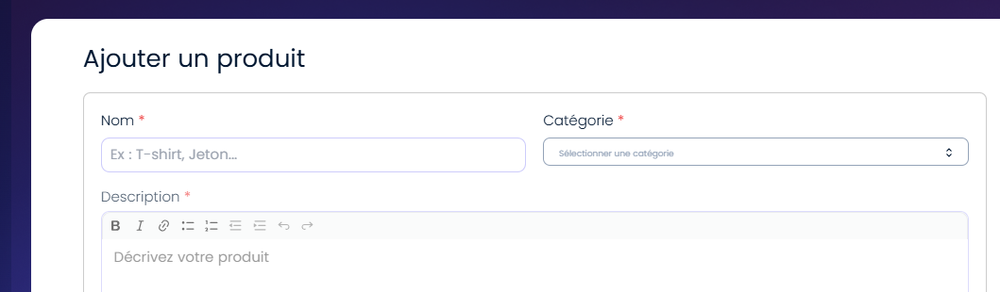 Ajouter un produit
Nom *
Catégorie *
Ex : T-shirt, Jeton...
Sélectionner une catégorie
Description *
B I
Décrivez votre produit